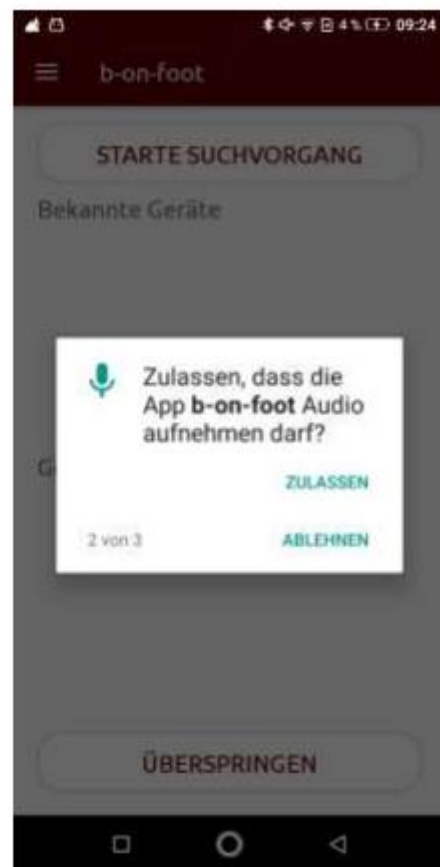 4% 09:24
b-on-foot
STARTE SUCHVORGANG
Bekannte Geräte
Zulassen, dass die
App b-on-foot Audio
aufnehmen darf?
G
ZULASSEN
2 von 3
ABLEHNEN
ÜBERSPRINGEN